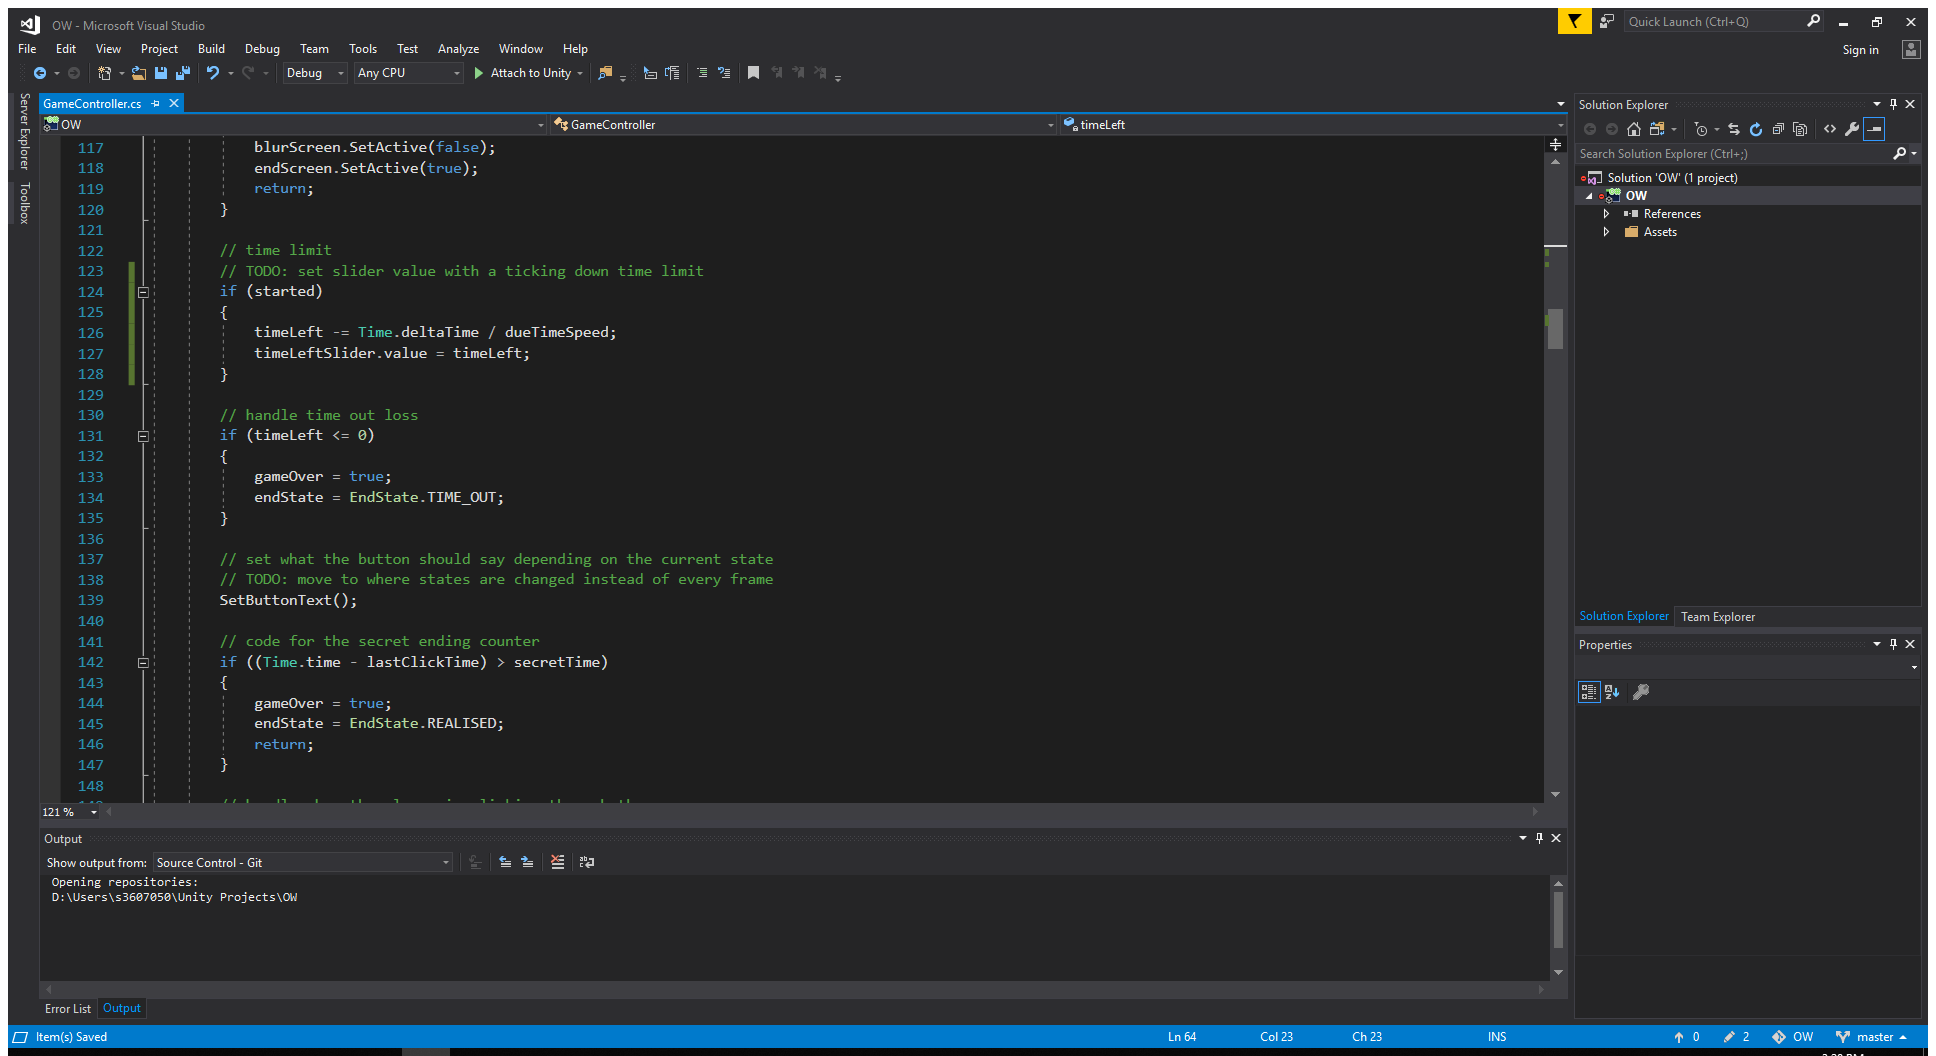 OW - Microsoft Visual Studio
Quick Launch (Ctrl+Q)
File Edit View Project Build Debug Team Tools Test Analyze Window Help
Sign in
Debug Any CPU Attach to Unity
Server Explorer
Toolbox
GameController.cs
OW GameController timeLeft
117 blurScreen.SetActive(false);
118 endScreen.SetActive(true);
119 return;
120 }
121
122 // time limit
123 // TODO: set slider value with a ticking down time limit
124 if (started)
125 {
126 timeLeft -= Time.deltaTime / dueTimeSpeed;
127 timeLeftSlider.value = timeLeft;
128 }
129
130 // handle time out loss
131 if (timeLeft <= 0)
132 {
133 gameOver = true;
134 endState = EndState.TIME_OUT;
135 }
136
137 // set what the button should say depending on the current state
138 // TODO: move to where states are changed instead of every frame
139 SetButtonText();
140
141 // code for the secret ending counter
142 if ((Time.time - lastClickTime) > secretTime)
143 {
144 gameOver = true;
145 endState = EndState.REALISED;
146 return;
147 }
148
121 %
Output
Show output from: Source Control - Git
Opening repositories:
D:\Users\s3607050\Unity Projects\OW
Error List Output
Solution Explorer
Search Solution Explorer (Ctrl+;)
Solution 'OW' (1 project)
OW
References
Assets
Solution Explorer Team Explorer
Properties
Item(s) Saved
Ln 64 Col 23 Ch 23 INS
0 2 OW master